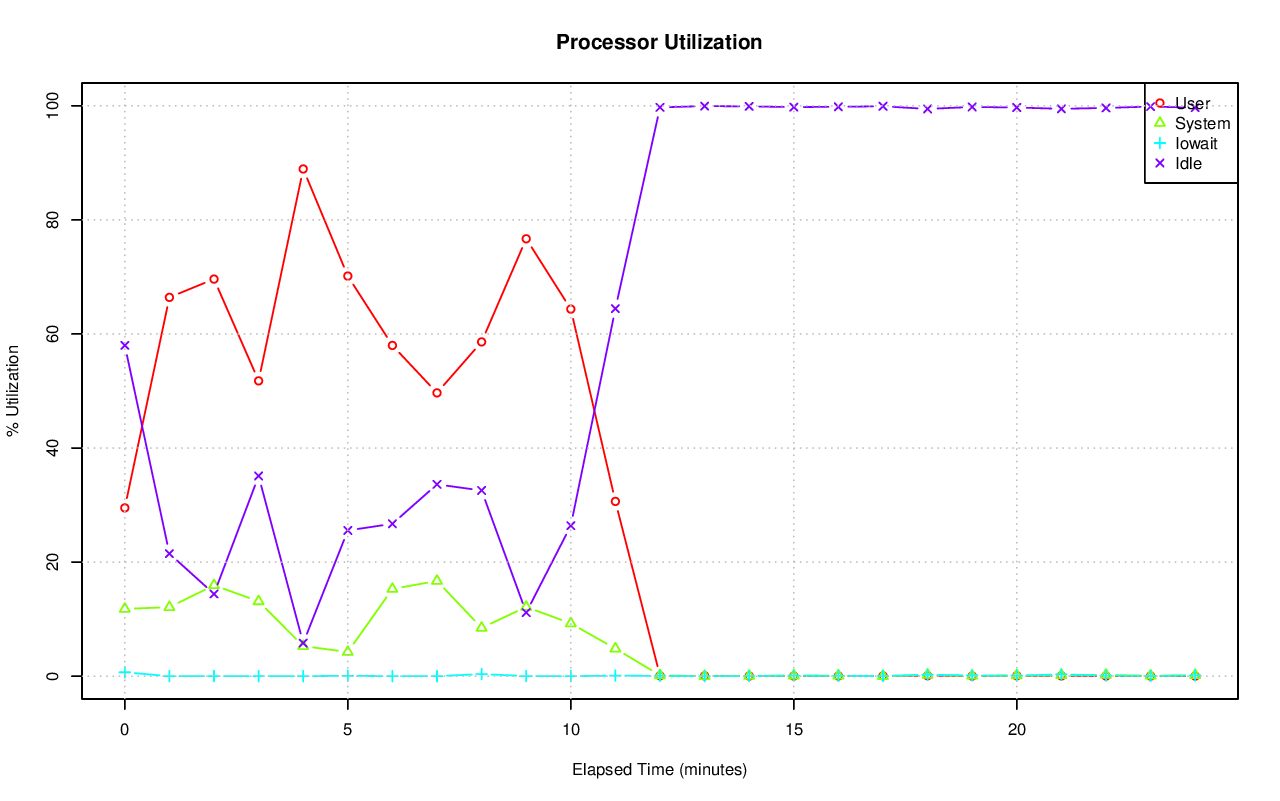 Processor Utilization
% Utilization
100
80
60
40
20
0
User
System
Iowait
Idle
0 5 10 15 20
Elapsed Time (minutes)